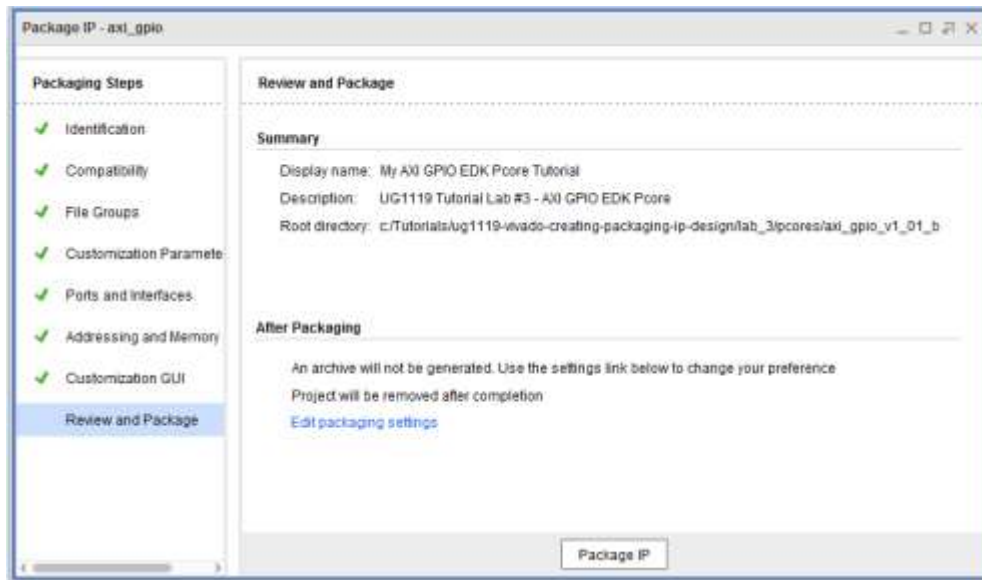 Package IP - axi_gpio
Packaging Steps
Identification
Compatibility
File Groups
Customization Paramete
Ports and Interfaces
Addressing and Memory
Customization GUI
Review and Package
Review and Package
Summary
Display name: My AXI GPIO EDK Pcore Tutorial
Description: UG1119 Tutorial Lab #3 - AXI GPIO EDK Pcore
Root directory: c:/Tutorials/ug1119-vivado-creating-packaging-ip-design/lab_3/pcores/axi_gpio_v1_01_b
After Packaging
An archive will not be generated. Use the settings link below to change your preference
Project will be removed after completion
Edit packaging settings
Package IP